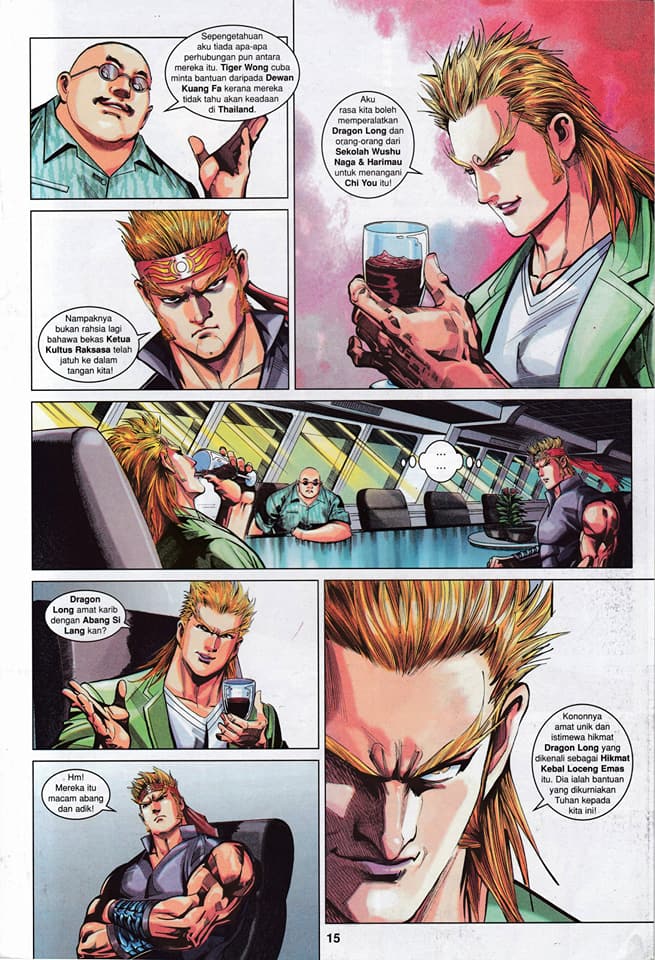 Sepengetahuan
aku tiada apa-apa
perhubungan pun antara
mereka itu. Tiger Wong cuba
minta bantuan daripada Dewan
Kuang Fa kerana mereka
tidak tahu akan keadaan
di Thailand.
Aku
rasa kita boleh
memperalatkan
Dragon Long dan
orang-orang dari
Sekolah Wushu
Naga & Harimau
untuk menangani
Chi You itu!
Nampaknya
bukan rahsia lagi
bahawa bekas Ketua
Kultus Raksasa telah
jatuh ke dalam
tangan kita!
...
...
Dragon
Long amat karib
dengan Abang Si
Lang kan?
Kononnya
amat unik dan
istimewa hikmat
Dragon Long yang
dikenali sebagai Hikmat
Kebal Loceng Emas
itu. Dia ialah bantuan
yang dikurniakan
Tuhan kepada
kita ini!
Hm!
Mereka itu
macam abang
dan adik!
15